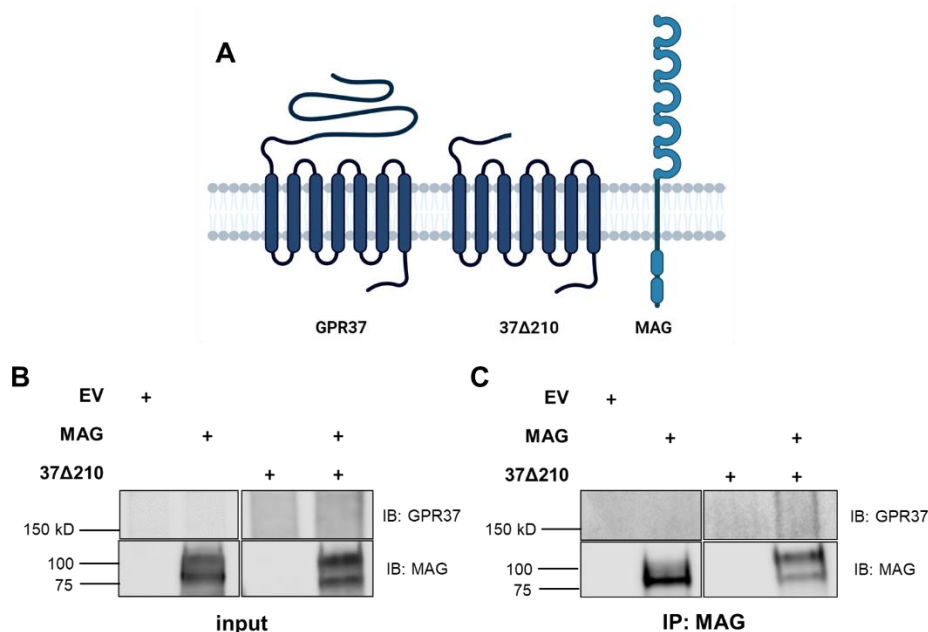 A
GPR37 37Δ210 MAG
B
EV +
MAG + +
37Δ210 + +
150 kD
IB: GPR37
100
75
IB: MAG
input
C
EV +
MAG + +
37Δ210 + +
150 kD
IB: GPR37
100
75
IB: MAG
IP: MAG